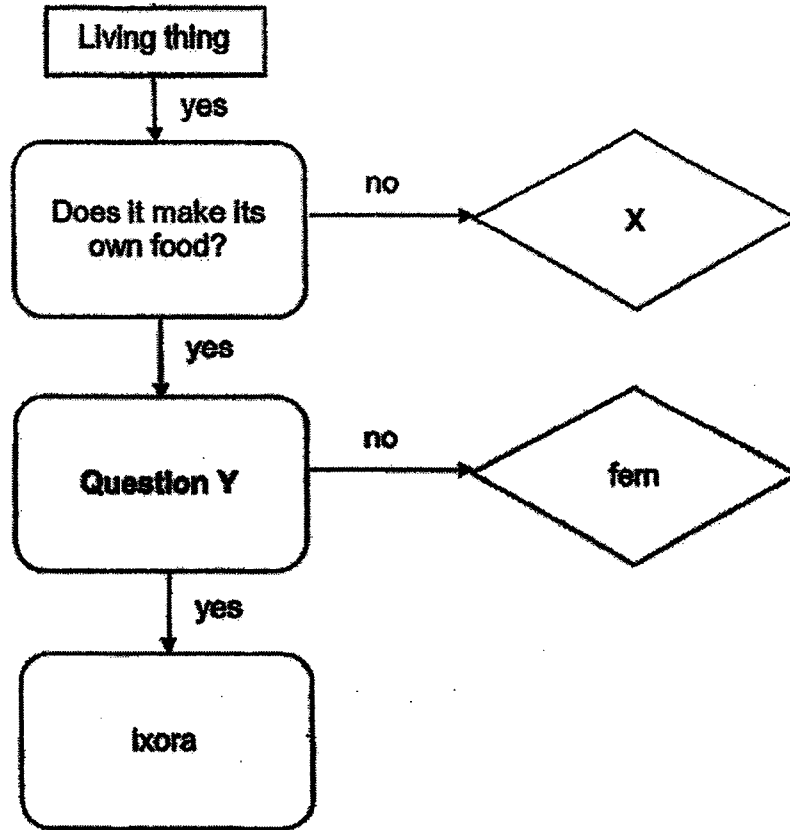 Living thing
yes
Does it make its
own food?
no
X
yes
Question Y
no
fern
yes
ixora